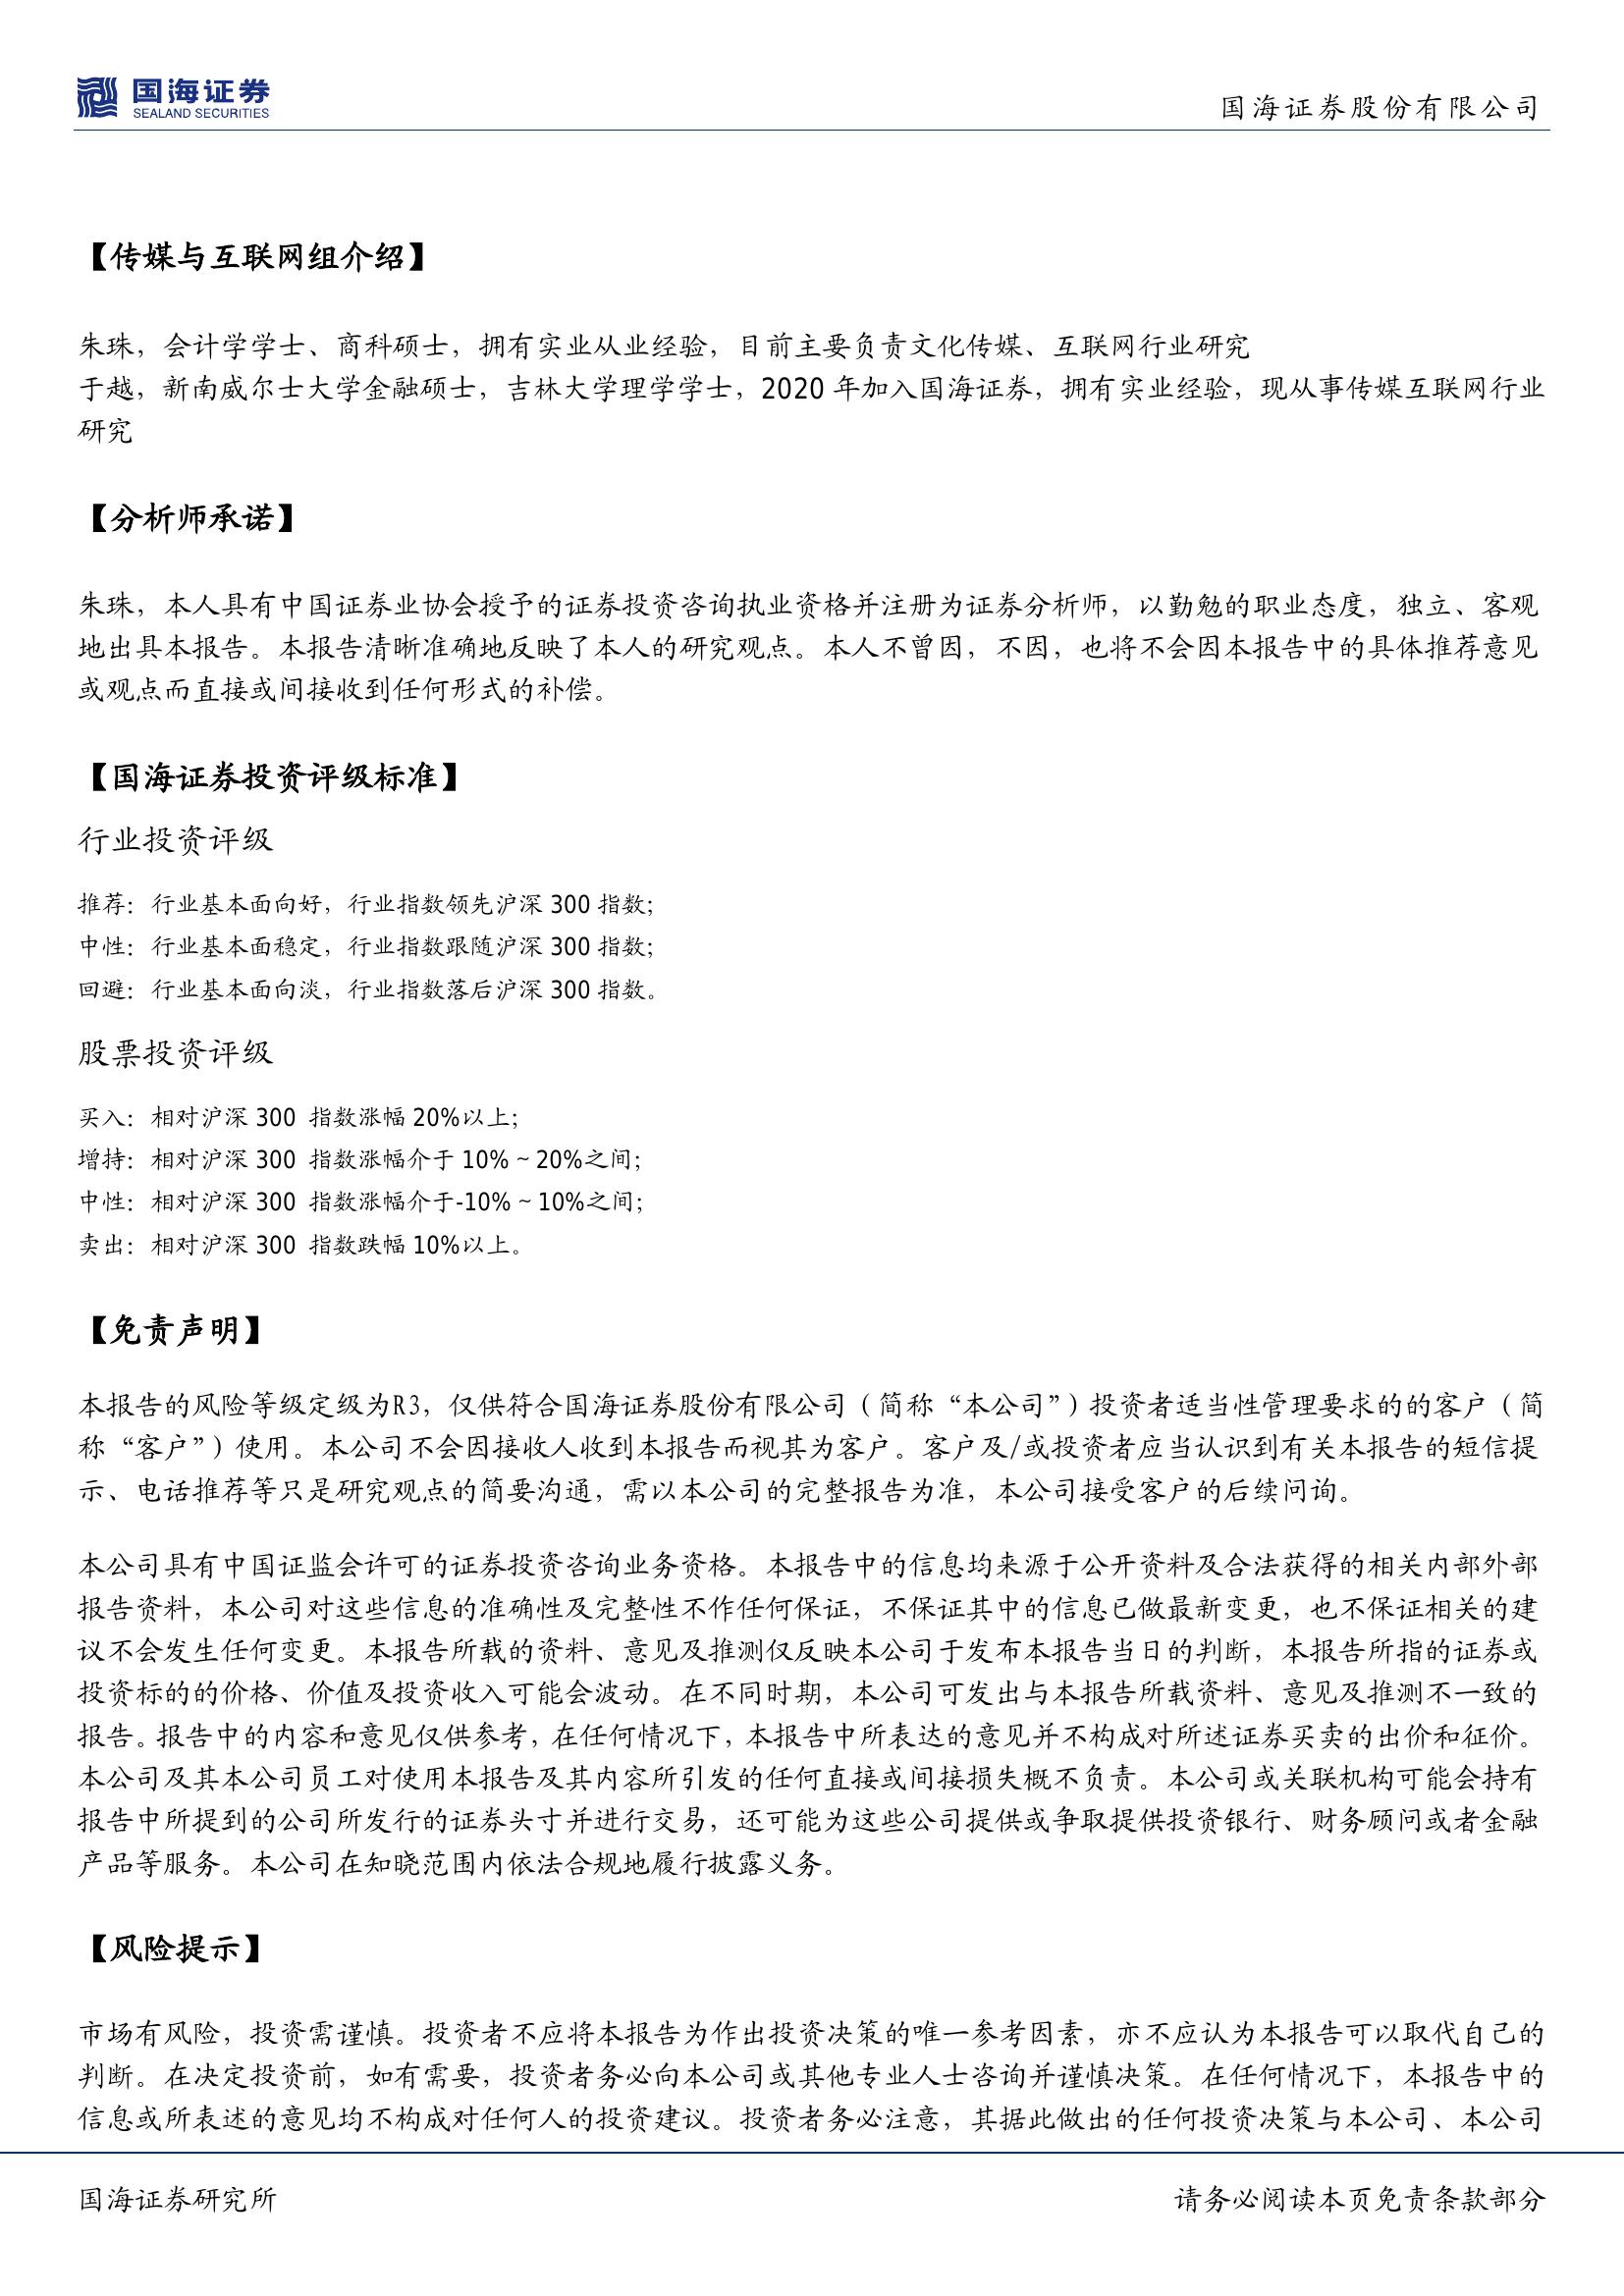 国海证券
SEALAND SECURITIES
国海证券股份有限公司
【传媒与互联网组介绍】
朱珠，会计学学士、商科硕士，拥有实业从业经验，目前主要负责文化传媒、互联网行业研究
于越，新南威尔士大学金融硕士，吉林大学理学学士，2020 年加入国海证券，拥有实业经验，现从事传媒互联网行业
研究
【分析师承诺】
朱珠，本人具有中国证券业协会授予的证券投资咨询执业资格并注册为证券分析师，以勤勉的职业态度，独立、客观
地出具本报告。本报告清晰准确地反映了本人的研究观点。本人不曾因，不因，也将不会因本报告中的具体推荐意见
或观点而直接或间接收到任何形式的补偿。
【国海证券投资评级标准】
行业投资评级
推荐：行业基本面向好，行业指数领先沪深 300 指数；
中性：行业基本面稳定，行业指数跟随沪深 300 指数；
回避：行业基本面向淡，行业指数落后沪深 300 指数。
股票投资评级
买入：相对沪深 300 指数涨幅 20%以上；
增持：相对沪深 300 指数涨幅介于 10%～20%之间；
中性：相对沪深 300 指数涨幅介于-10%～10%之间；
卖出：相对沪深 300 指数跌幅 10%以上。
【免责声明】
本报告的风险等级定级为R3，仅供符合国海证券股份有限公司（简称“本公司”）投资者适当性管理要求的的客户（简
称“客户”）使用。本公司不会因接收人收到本报告而视其为客户。客户及/或投资者应当认识到有关本报告的短信提
示、电话推荐等只是研究观点的简要沟通，需以本公司的完整报告为准，本公司接受客户的后续问询。
本公司具有中国证监会许可的证券投资咨询业务资格。本报告中的信息均来源于公开资料及合法获得的相关内部外部
报告资料，本公司对这些信息的准确性及完整性不作任何保证，不保证其中的信息已做最新变更，也不保证相关的建
议不会发生任何变更。本报告所载的资料、意见及推测仅反映本公司于发布本报告当日的判断，本报告所指的证券或
投资标的的价格、价值及投资收入可能会波动。在不同时期，本公司可发出与本报告所载资料、意见及推测不一致的
报告。报告中的内容和意见仅供参考，在任何情况下，本报告中所表达的意见并不构成对所述证券买卖的出价和征价。
本公司及其本公司员工对使用本报告及其内容所引发的任何直接或间接损失概不负责。本公司或关联机构可能会持有
报告中所提到的公司所发行的证券头寸并进行交易，还可能为这些公司提供或争取提供投资银行、财务顾问或者金融
产品等服务。本公司在知晓范围内依法合规地履行披露义务。
【风险提示】
市场有风险，投资需谨慎。投资者不应将本报告为作出投资决策的唯一参考因素，亦不应认为本报告可以取代自己的
判断。在决定投资前，如有需要，投资者务必向本公司或其他专业人士咨询并谨慎决策。在任何情况下，本报告中的
信息或所表述的意见均不构成对任何人的投资建议。投资者务必注意，其据此做出的任何投资决策与本公司、本公司
国海证券研究所
请务必阅读本页免责条款部分